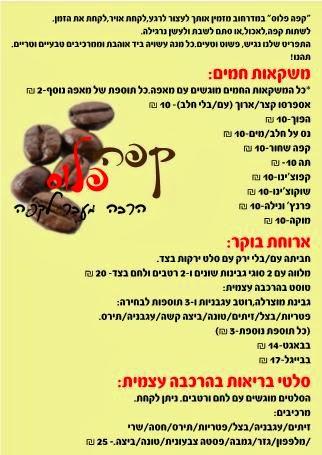 "קפה פלוס" במדרחוב מזמין אותך לעצור לרגע,לקחת אויר,לקחת את הזמן.
לשתות קפה,לאכול,או סתם לשבת ולעשן נרגילה.
התפריט שלנו נגיש, פשוט וטעים.כל מנה עשויה ביד אוהבת וממרכיבים טבעיים וטריים.
תהנו!
משקאות חמים:
*כל המשקאות החמים מוגשים עם מאפה.כל תוספת של מאפה נוסף-2 ₪
אספרסו קצר/ארוך (עם/בלי חלב)- 10 ₪
הפוך-10 ₪
נס על חלב/מים-10 ₪
קפה שחור-10 ₪
תה -10 ₪
קפוצ'ינו-10 ₪
שוקוצ'ינו-10 ₪
פרנץ' ונילה-10 ₪
מוקה-10 ₪
קפה
פלוס
הרבה מעבר לקפה
ארוחת בוקר:
חביתה עם/בלי ירק עם סלט ירקות בצד.
מלווה עם 2 סוגי גבינות שונים ו-2 רטבים ולחם בצד- 20 ₪
טוסט בהרכבה עצמית:
גבינת מוצרלה,רוטב עגבניות ו-3 תוספות לבחירה:
פטריות/בצל/זיתים/טונה/ביצה קשה/עגבניה/תירס.
(כל תוספת נוספת-3 ₪)
בבאגט-14 ₪
בבייגל-17 ₪
סלטי בריאות בהרכבה עצמית:
הסלטים מוגשים עם לחם ורטבים. ניתן לקחת.
מרכיבים:
זיתים/עגבניה/בצל/פטריות/תירס/חסה/שרי
/מלפפון/גזר/גמבה/פסטה צבעונית/טונה/ביצה.- 25 ₪